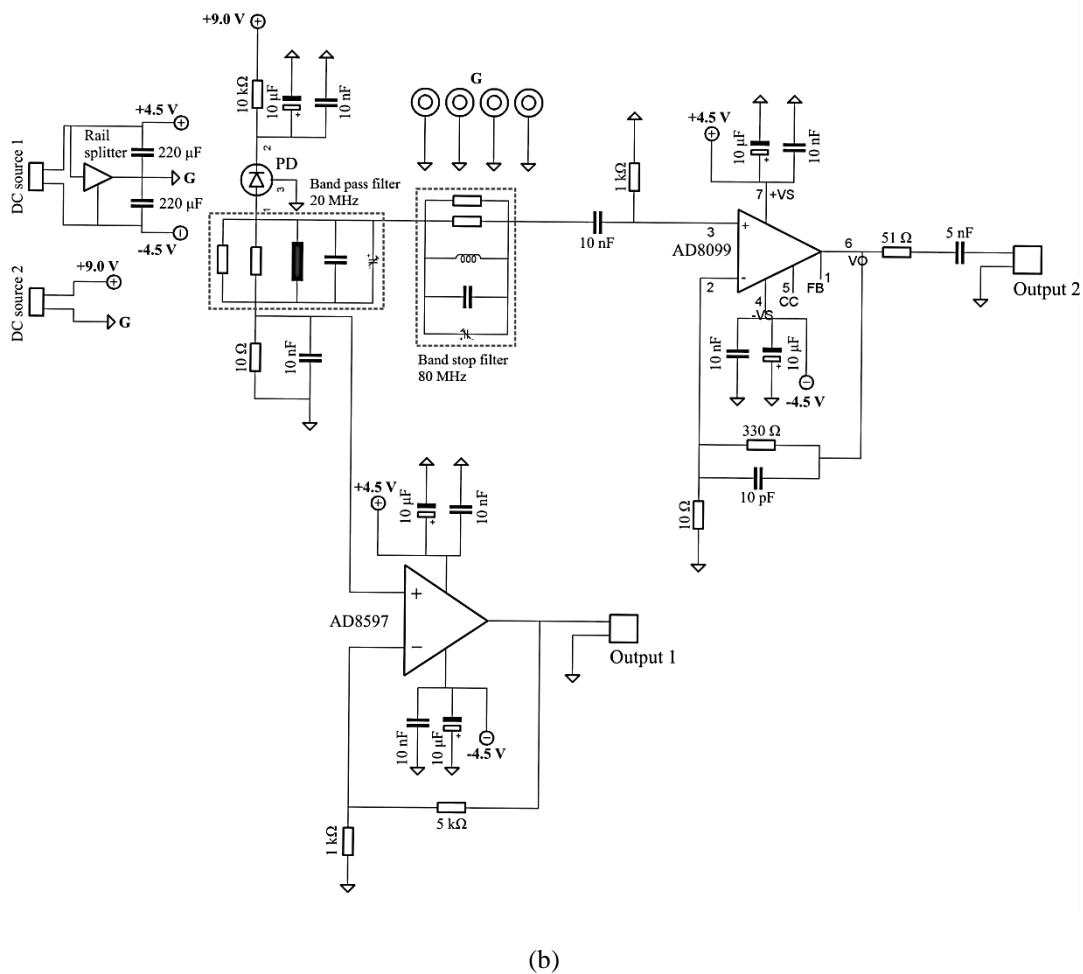 +9.0 V
10 kΩ
10 µF
+
10 nF
2
PD
3
1
DC source 1
+4.5 V
Rail
splitter
220 µF
G
220 µF
-4.5 V
DC source 2
+9.0 V
G
Band pass filter
20 MHz
10 Ω
10 nF
G
Band stop filter
80 MHz
10 nF
1 kΩ
+4.5 V
10 µF
+
10 nF
7
+VS
3
+
AD8099
2
-
6
VO
5
CC
FB
1
4
-VS
51 Ω
5 nF
Output 2
10 nF
10 µF
+
-4.5 V
330 Ω
10 pF
10 Ω
+4.5 V
10 µF
+
10 nF
+
AD8597
−
Output 1
10 nF
10 µF
+
-4.5 V
5 kΩ
1 kΩ
(b)